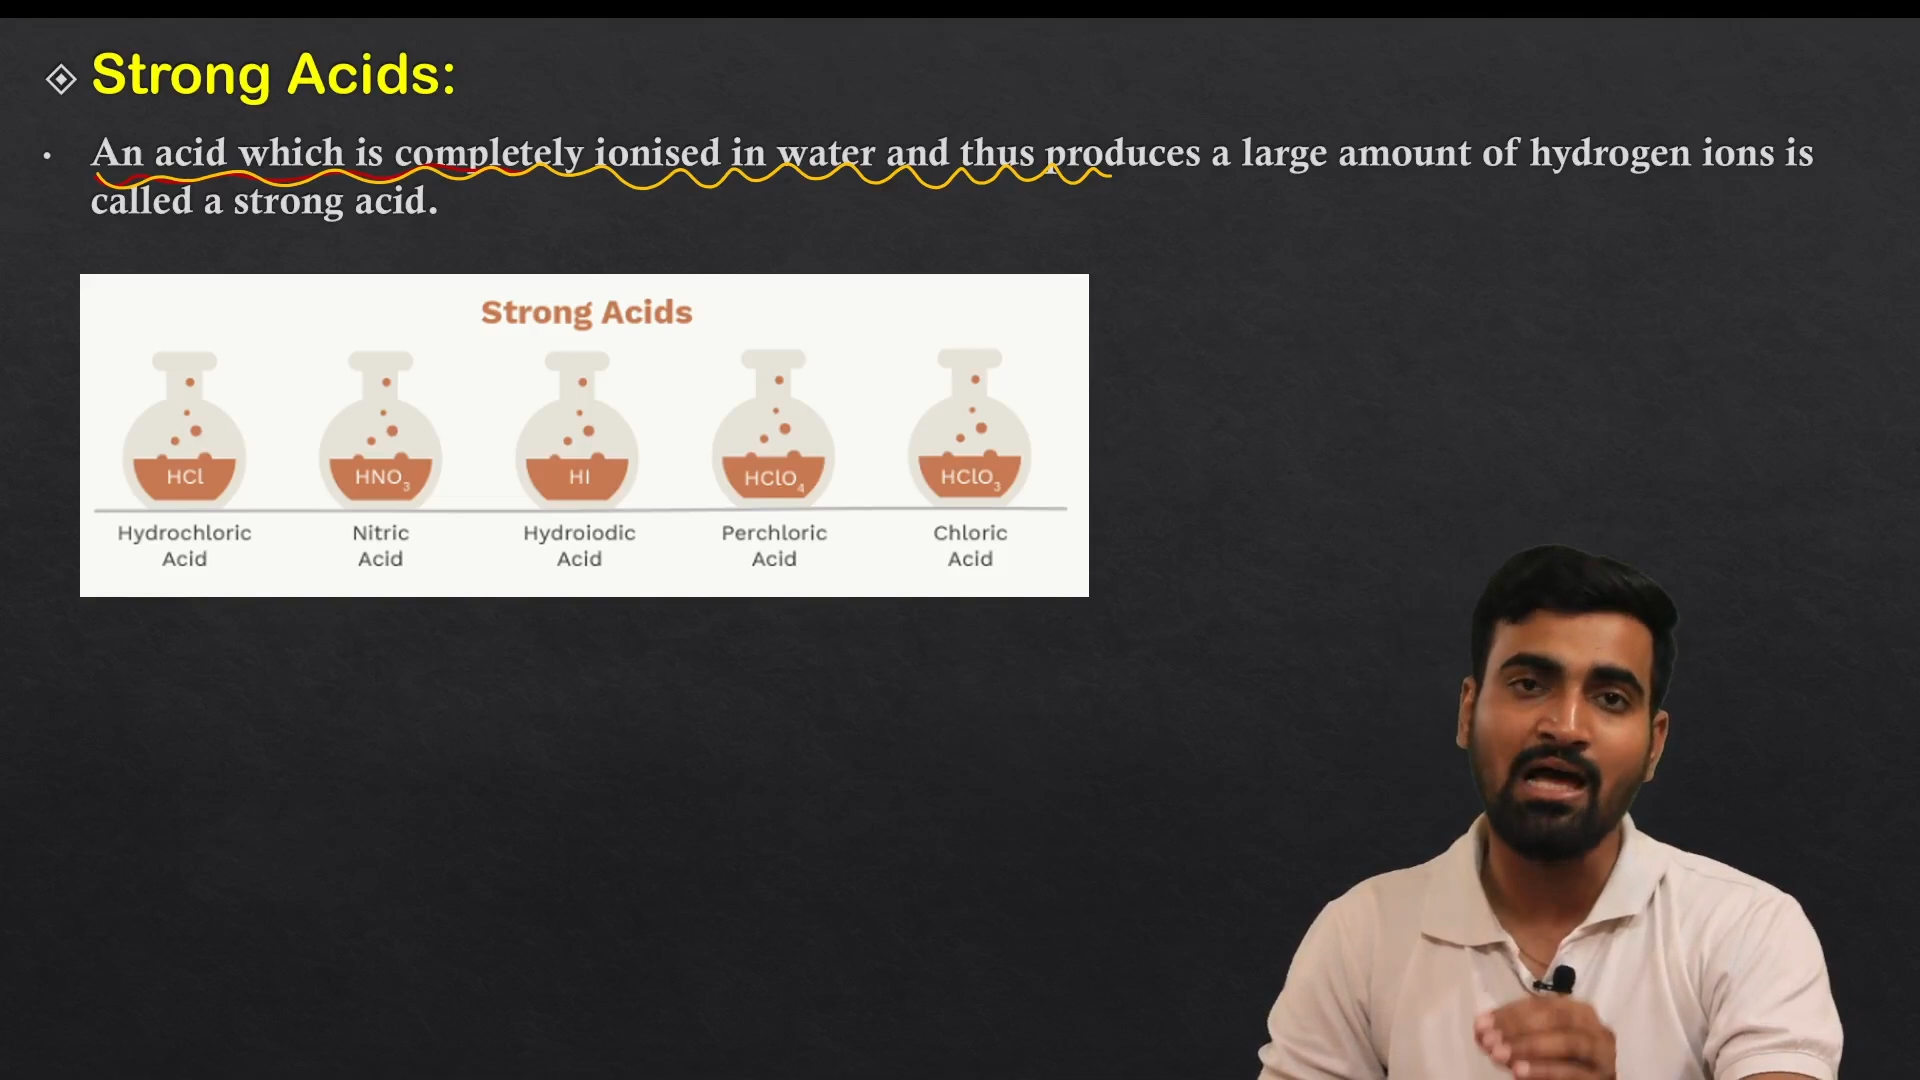 Strong Acids:
An acid which is completely ionised in water and thus produces a large amount of hydrogen ions is
called a strong acid.
Strong Acids
HCl HNO₃ HI HClO₄ HClO₃
Hydrochloric Acid
Nitric Acid
Hydroiodic Acid
Perchloric Acid
Chloric Acid